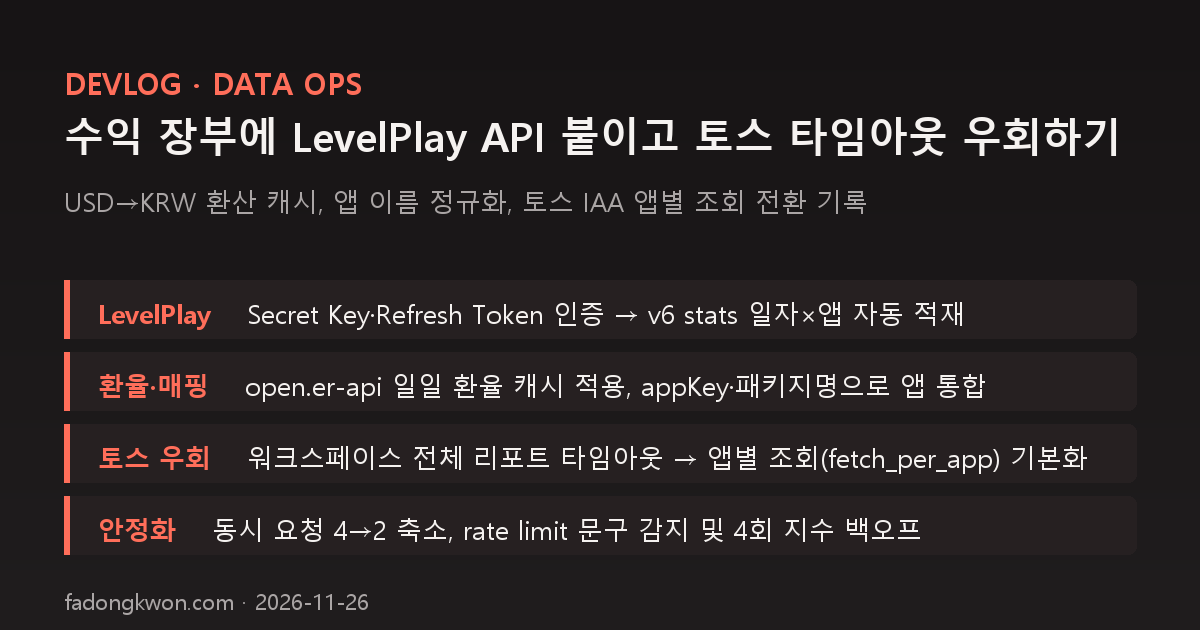 DEVLOG · DATA OPS
수익 장부에 LevelPlay API 붙이고 토스 타임아웃 우회하기
USD→KRW 환산 캐시, 앱 이름 정규화, 토스 IAA 앱별 조회 전환 기록
LevelPlay Secret Key·Refresh Token 인증 → v6 stats 일자×앱 자동 적재
환율·매핑 open.er-api 일일 환율 캐시 적용, appKey·패키지명으로 앱 통합
토스 우회 워크스페이스 전체 리포트 타임아웃 → 앱별 조회(fetch_per_app) 기본화
안정화 동시 요청 4→2 축소, rate limit 문구 감지 및 4회 지수 백오프
fadongkwon.com · 2026-11-26